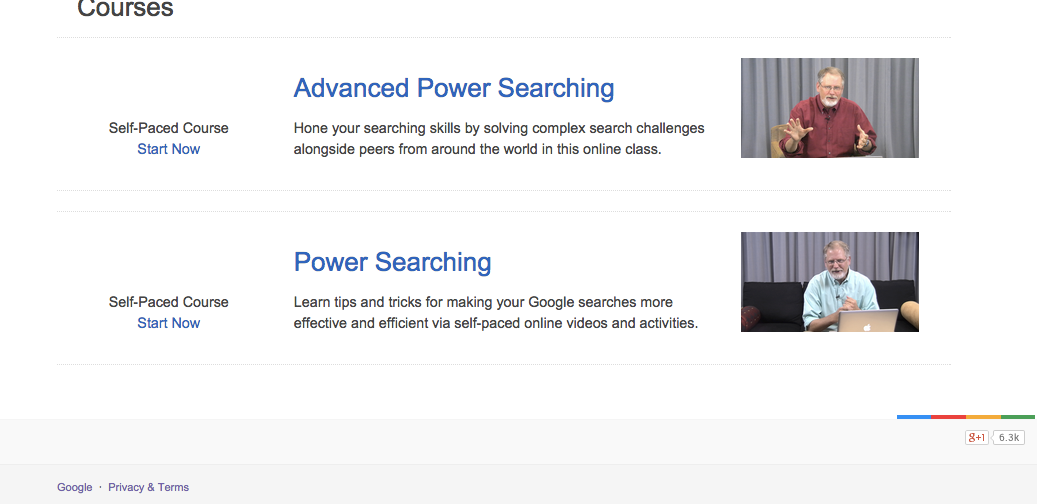 Courses
Advanced Power Searching
Self-Paced Course
Start Now
Hone your searching skills by solving complex search challenges
alongside peers from around the world in this online class.
Power Searching
Self-Paced Course
Start Now
Learn tips and tricks for making your Google searches more
effective and efficient via self-paced online videos and activities.
g+1 6.3k
Google · Privacy & Terms